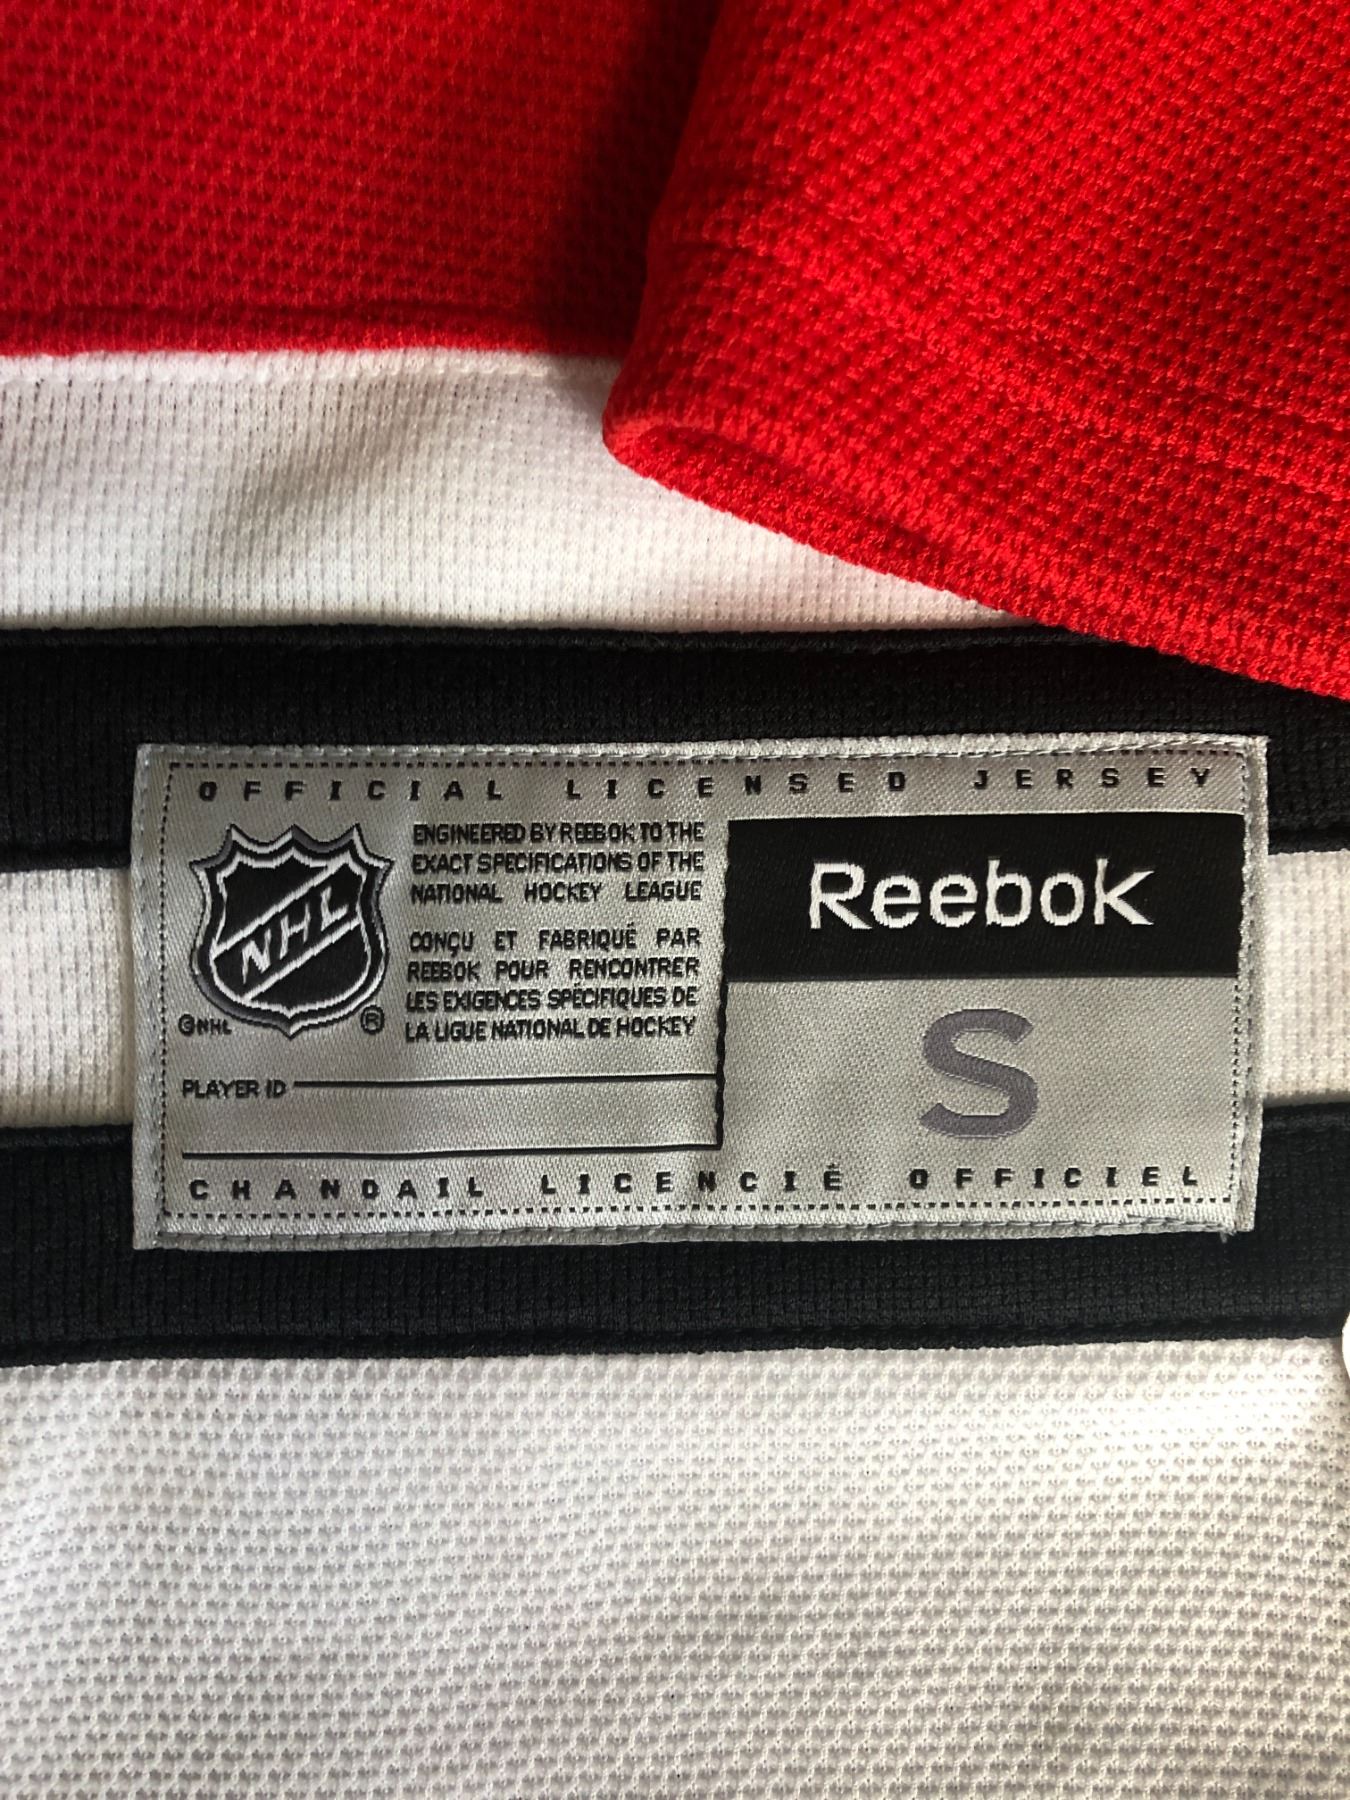 OFFICIAL LICENSED JERSEY
NHL
©NHL ®
ENGINEERED BY REEBOK TO THE
EXACT SPECIFICATIONS OF THE
NATIONAL HOCKEY LEAGUE
CONÇU ET FABRIQUÉ PAR
REEBOK POUR RENCONTRER
LES EXIGENCES SPÉCIFIQUES DE
LA LIGUE NATIONAL DE HOCKEY
PLAYER ID
Reebok
S
CHANDAIL LICENCIÉ OFFICIEL